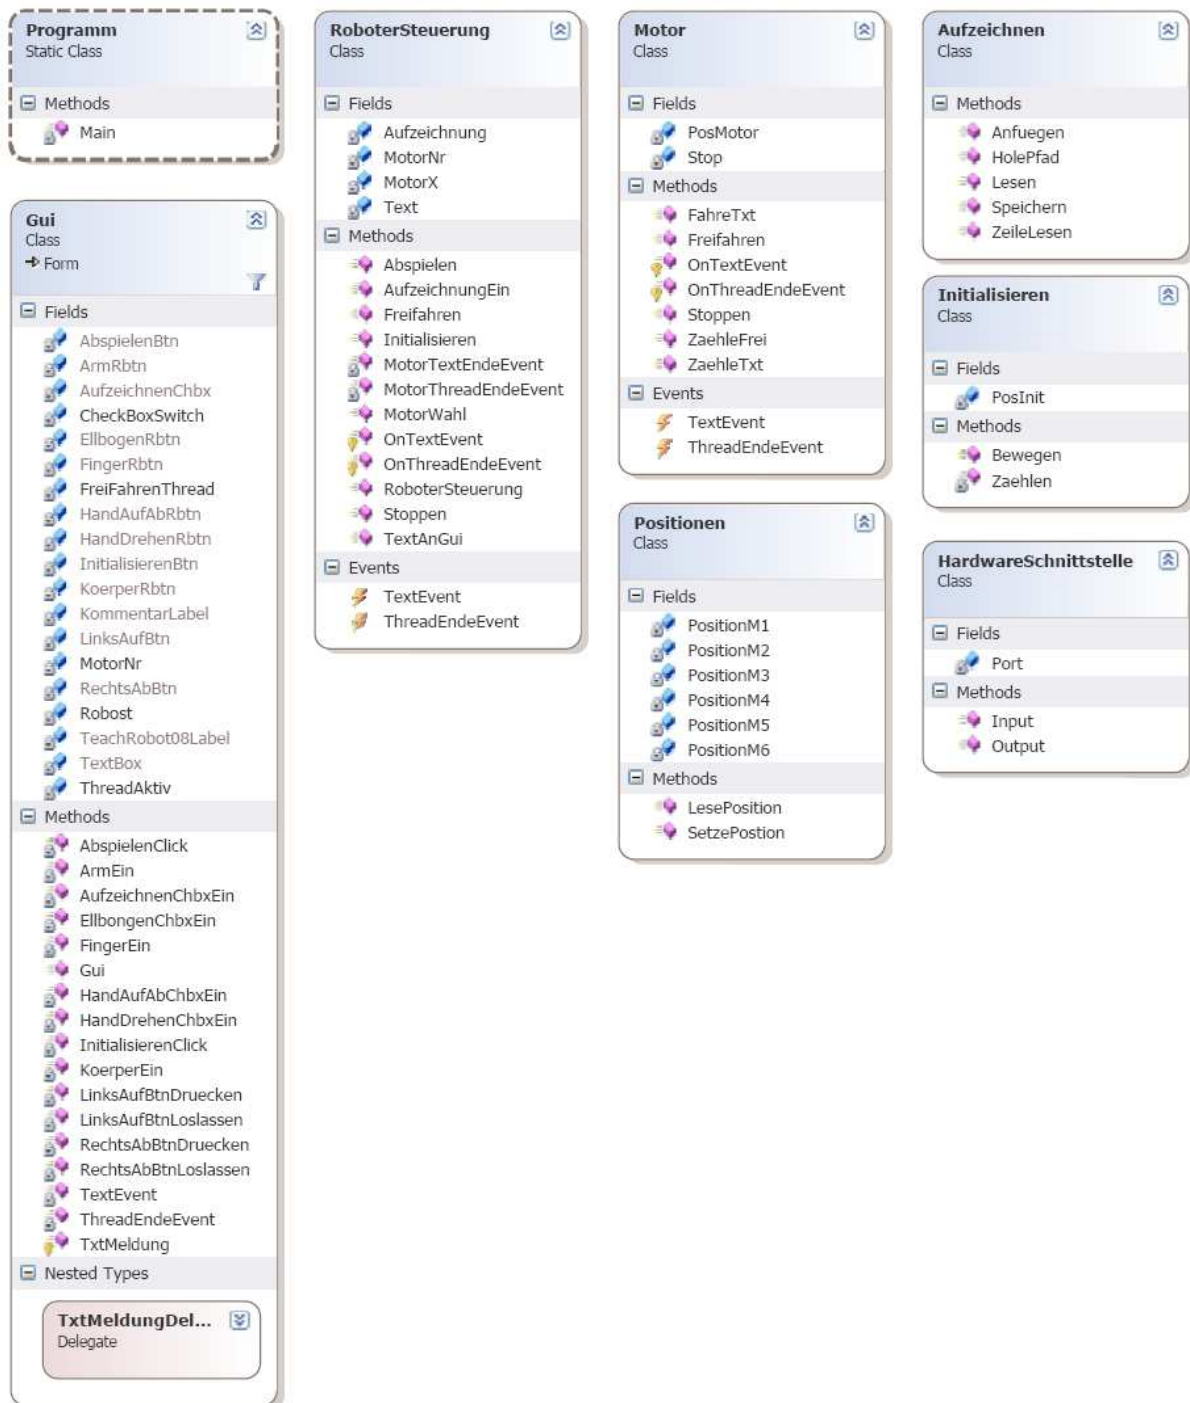 Programm
Static Class
Methods
Main
Gui
Class
Form
Fields
AbspielenBtn
ArmRbtn
AufzeichnenChbx
CheckBoxSwitch
EllbogenRbtn
FingerRbtn
FreiFahrenThread
HandAufAbRbtn
HandDrehenRbtn
InitialisierenBtn
KoerperRbtn
KommentarLabel
LinksAufBtn
MotorNr
RechtsAbBtn
Robost
TeachRobot08Label
TextBox
ThreadAktiv
Methods
AbspielenClick
ArmEin
AufzeichnenChbxEin
EllbongenChbxEin
FingerEin
Gui
HandAufAbChbxEin
HandDrehenChbxEin
InitialisierenClick
KoerperEin
LinksAufBtnDruecken
LinksAufBtnLoslassen
RechtsAbBtnDruecken
RechtsAbBtnLoslassen
TextEvent
ThreadEndeEvent
TxtMeldung
Nested Types
TxtMeldungDel...
Delegate
RoboterSteuerung
Class
Fields
Aufzeichnung
MotorNr
MotorX
Text
Methods
Abspielen
AufzeichnungEin
Freifahren
Initialisieren
MotorTextEndeEvent
MotorThreadEndeEvent
MotorWahl
OnTextEvent
OnThreadEndeEvent
RoboterSteuerung
Stoppen
TextAnGui
Events
TextEvent
ThreadEndeEvent
Motor
Class
Fields
PosMotor
Stop
Methods
FahreTxt
Freifahren
OnTextEvent
OnThreadEndeEvent
Stoppen
ZaehleFrei
ZaehleTxt
Events
TextEvent
ThreadEndeEvent
Positionen
Class
Fields
PositionM1
PositionM2
PositionM3
PositionM4
PositionM5
PositionM6
Methods
LesePosition
SetzePostion
Aufzeichnen
Class
Methods
Anfuegen
HolePfad
Lesen
Speichern
ZeileLesen
Initialisieren
Class
Fields
PosInit
Methods
Bewegen
Zaehlen
HardwareSchnittstelle
Class
Fields
Port
Methods
Input
Output